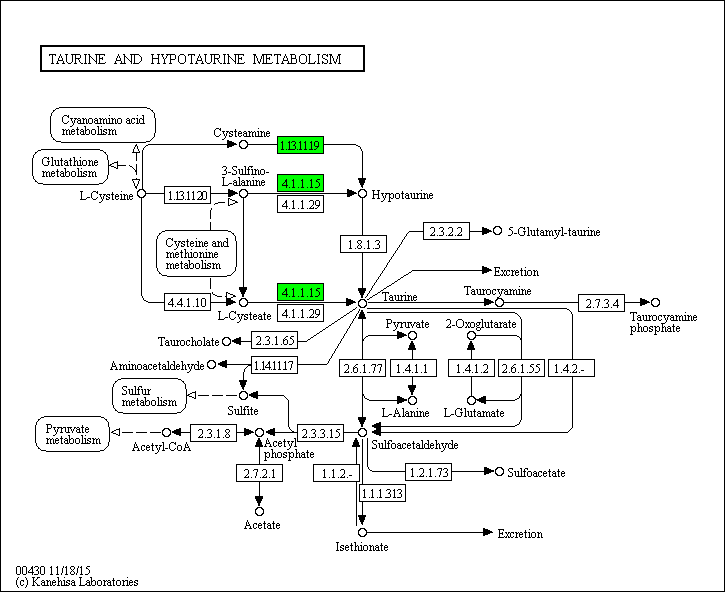 TAURINE AND HYPOTAURINE METABOLISM
Cyanoamino acid
metabolism
Cysteamine
1.13.11.19
Glutathione
metabolism
3-Sulfino-
L-alanine
4.1.1.15
L-Cysteine
1.13.11.20
Hypotaurine
4.1.1.29
2.3.2.2
5-Glutamyl-taurine
Cysteine and
methionine
metabolism
1.8.1.3
Excretion
Taurocyamine
4.1.1.15
Taurine
4.4.1.10
2.7.3.4
L-Cysteate
4.1.1.29
Taurocyamine
phosphate
Pyruvate
2-Oxoglutarate
Taurocholate
2.3.1.65
Aminoacetaldehyde
1.14.11.17
2.6.1.77
1.4.1.1
1.4.1.2
2.6.1.55
1.4.2.-
Sulfur
metabolism
Sulfite
L-Alanine
L-Glutamate
Pyruvate
metabolism
Acetyl-CoA
2.3.1.8
Acetyl
phosphate
2.3.3.15
Sulfoacetaldehyde
2.7.2.1
1.1.2.-
1.2.1.73
Sulfoacetate
1.1.1.313
Acetate
Isethionate
Excretion
00430 11/18/15
(c) Kanehisa Laboratories